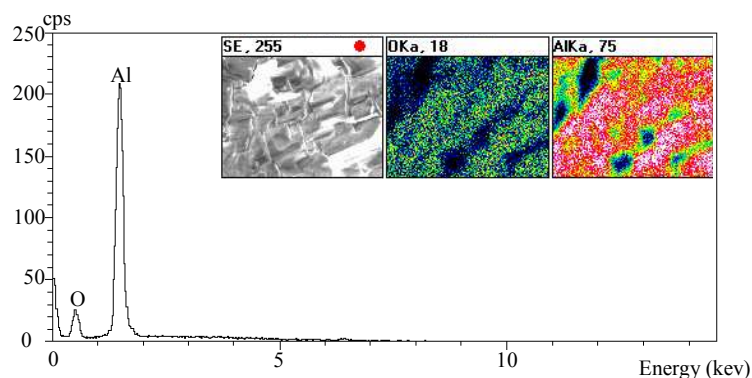 cps
250
200
150
100
50
0
SE, 255
OKa, 18
AlKa, 75
Al
O
0
5
10
Energy (kev)